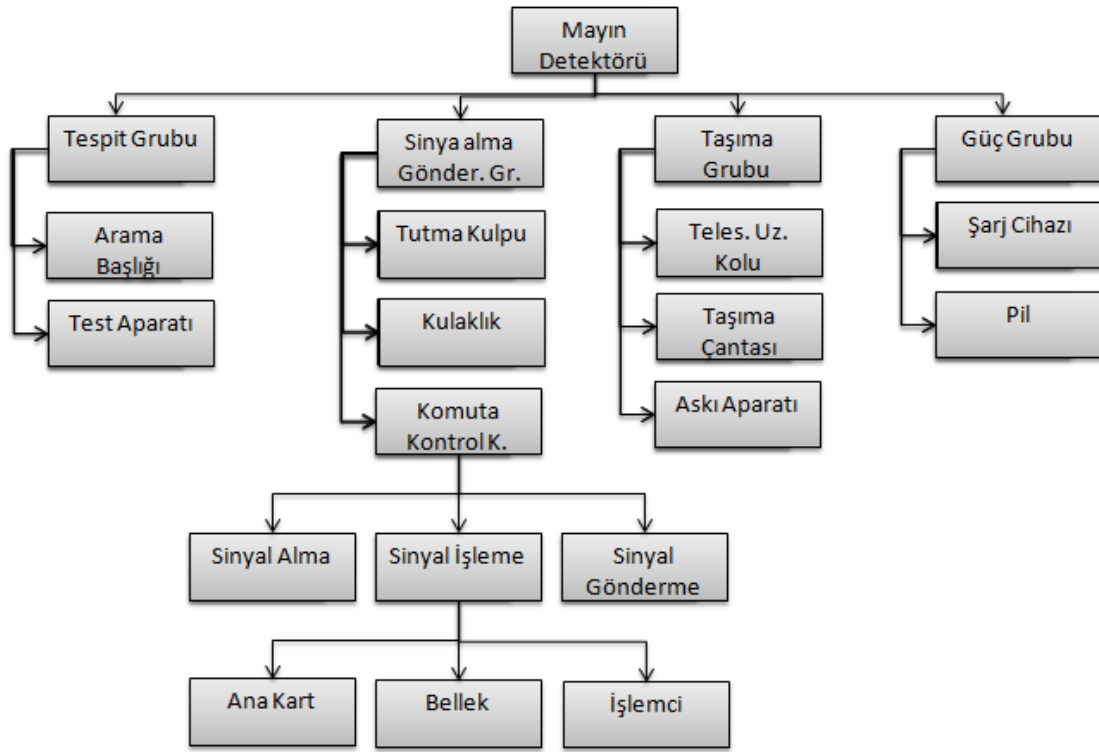 Mayın
Detektörü
Tespit Grubu
Sinya alma
Gönder. Gr.
Taşıma
Grubu
Güç Grubu
Arama
Başlığı
Tutma Kulpu
Teles. Uz.
Kolu
Şarj Cihazı
Test Aparatı
Kulaklık
Taşıma
Çantası
Pil
Komuta
Kontrol K.
Askı Aparatı
Sinyal Alma
Sinyal İşleme
Sinyal
Gönderme
Ana Kart
Bellek
İşlemci